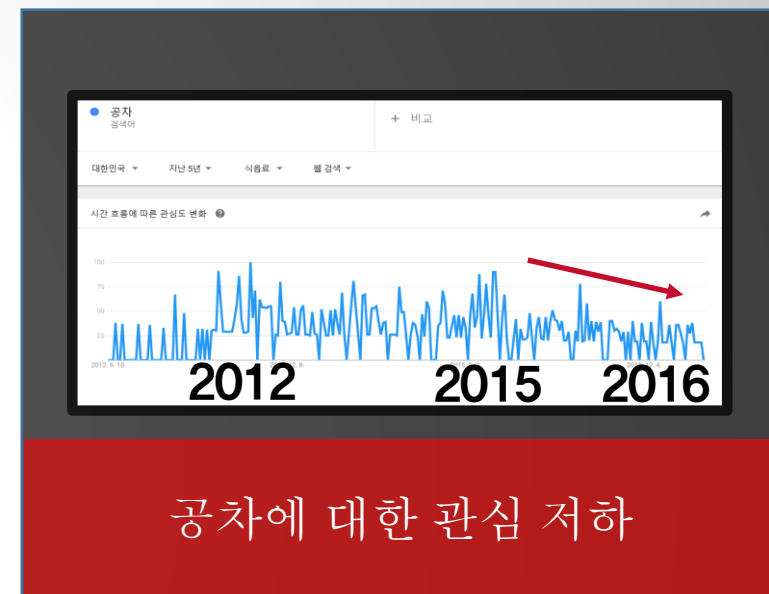 공차
검색어
+ 비교
대한민국 지난 5년 식음료 웹 검색
시간 흐름에 따른 관심도 변화
100
75
50
25
2012. 6. 10.
2012 2015 2016
공차에 대한 관심 저하